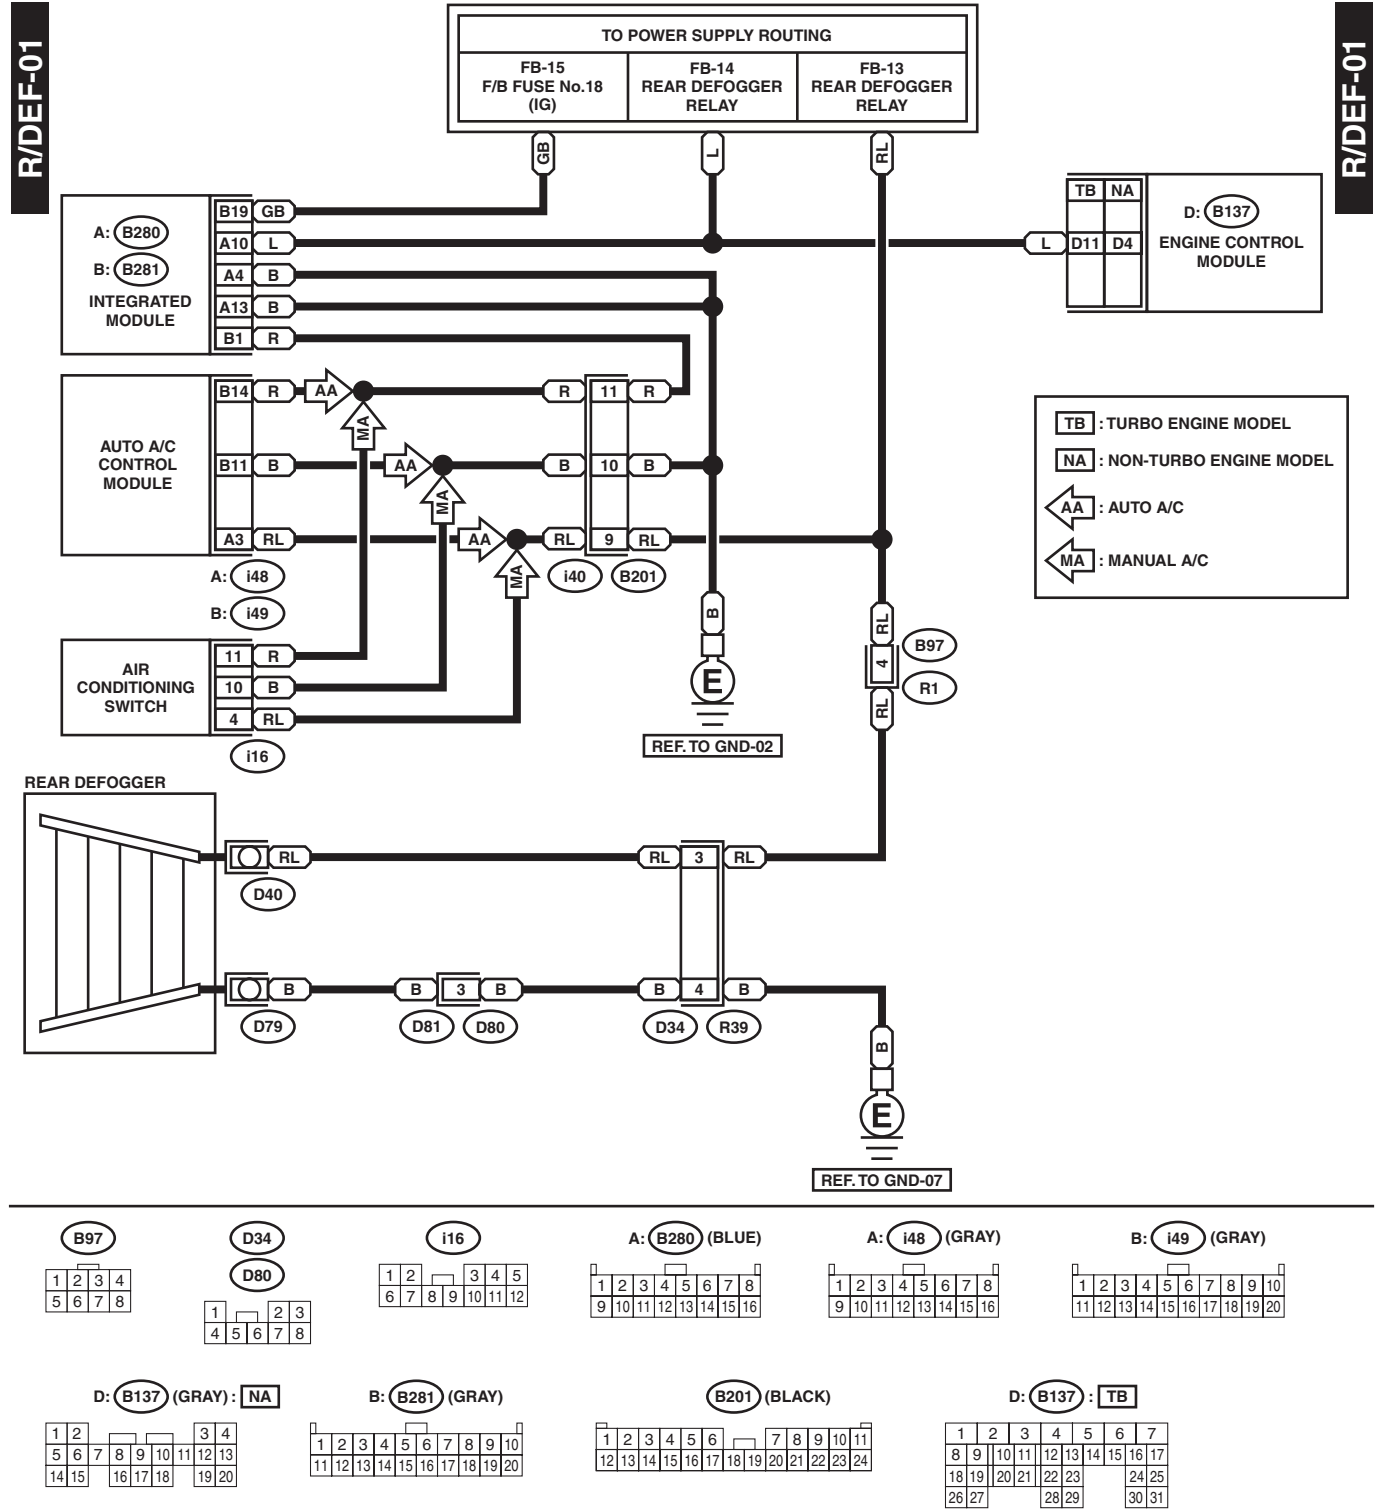 R/DEF-01
R/DEF-01
TO POWER SUPPLY ROUTING
FB-15
F/B FUSE No.18
(IG)
FB-14
REAR DEFOGGER
RELAY
FB-13
REAR DEFOGGER
RELAY
GB
L
RL
A: B280
B: B281
INTEGRATED
MODULE
B19 GB
A10 L
A4 B
A13 B
B1 R
L D11 D4
TB NA
D: B137
ENGINE CONTROL
MODULE
AUTO A/C
CONTROL
MODULE
B14 R AA R 11 R
MA
B11 B AA B 10 B
MA
A3 RL AA RL 9 RL
MA
A: i48
B: i49
i40 B201
TB : TURBO ENGINE MODEL
NA : NON-TURBO ENGINE MODEL
AA : AUTO A/C
MA : MANUAL A/C
AIR
CONDITIONING
SWITCH
11 R
10 B
4 RL
i16
B
E
REF. TO GND-02
RL
4
RL
B97
R1
REAR DEFOGGER
RL RL 3 RL
D40
B B 3 B B 4 B
D79 D81 D80 D34 R39
B
E
REF. TO GND-07
B97
1 2 3 4
5 6 7 8
D34
D80
1 2 3
4 5 6 7 8
i16
1 2 3 4 5
6 7 8 9 10 11 12
A: B280 (BLUE)
1 2 3 4 5 6 7 8
9 10 11 12 13 14 15 16
A: i48 (GRAY)
1 2 3 4 5 6 7 8
9 10 11 12 13 14 15 16
B: i49 (GRAY)
1 2 3 4 5 6 7 8 9 10
11 12 13 14 15 16 17 18 19 20
D: B137 (GRAY) : NA
1 2 3 4
5 6 7 8 9 10 11 12 13
14 15 16 17 18 19 20
B: B281 (GRAY)
1 2 3 4 5 6 7 8 9 10
11 12 13 14 15 16 17 18 19 20
B201 (BLACK)
1 2 3 4 5 6 7 8 9 10 11
12 13 14 15 16 17 18 19 20 21 22 23 24
D: B137 : TB
1 2 3 4 5 6 7
8 9 10 11 12 13 14 15 16 17
18 19 20 21 22 23 24 25
26 27 28 29 30 31